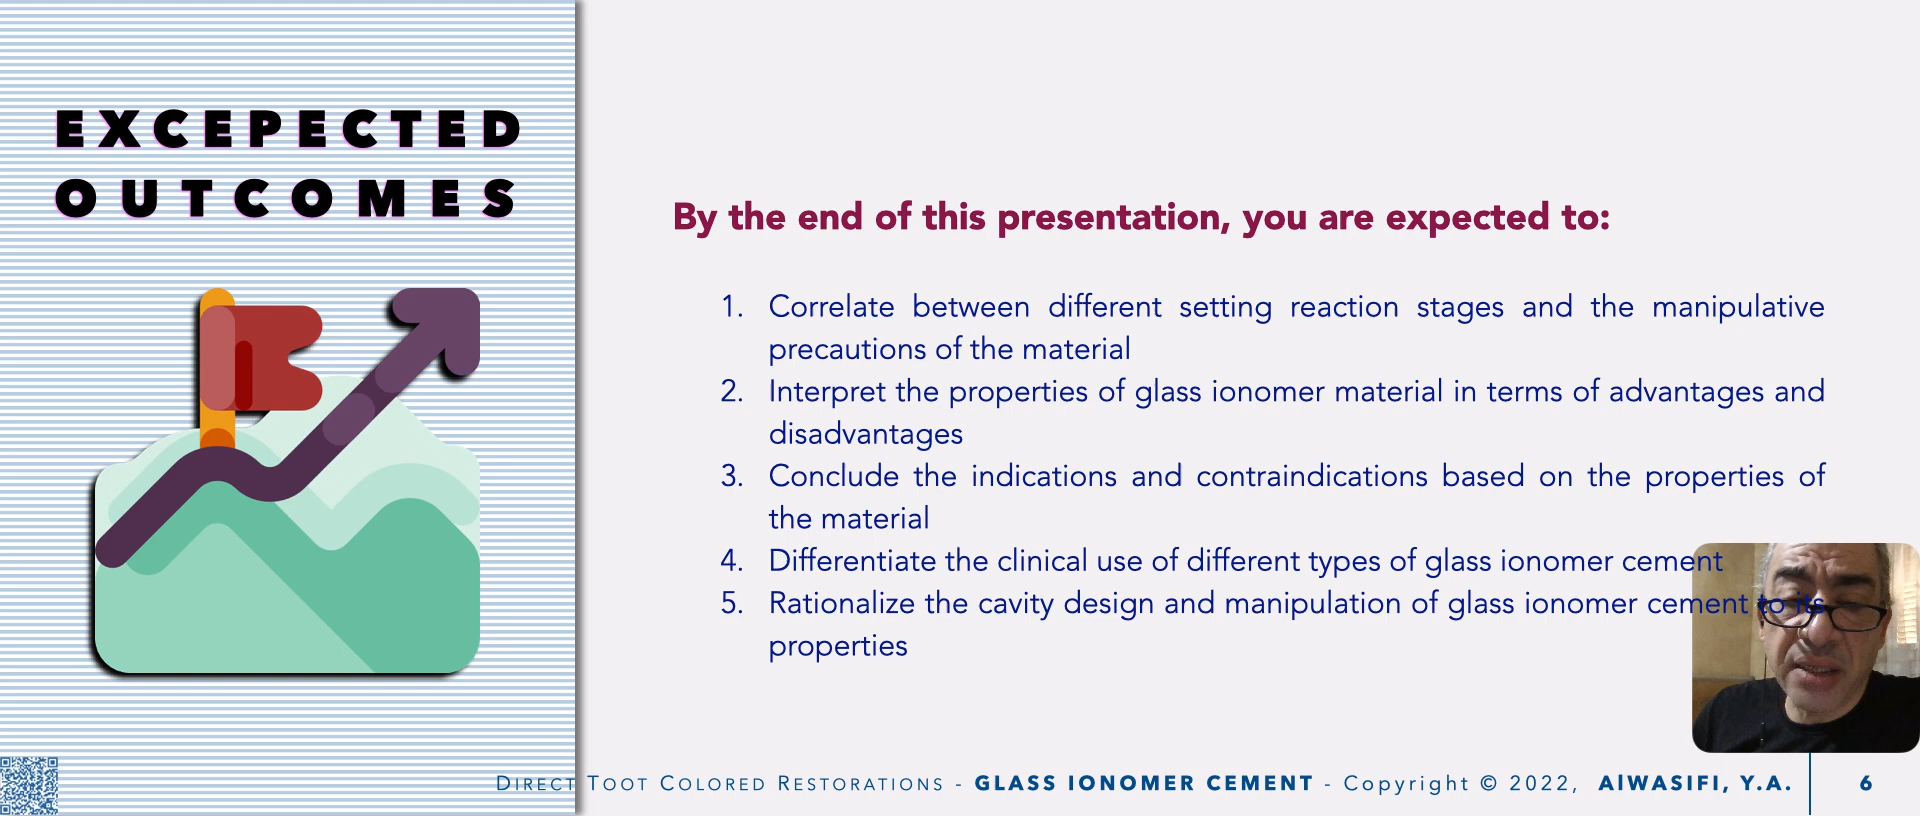 EXCEPECTED
OUTCOMES
By the end of this presentation, you are expected to:
1. Correlate between different setting reaction stages and the manipulative
precautions of the material
2. Interpret the properties of glass ionomer material in terms of advantages and
disadvantages
3. Conclude the indications and contraindications based on the properties of
the material
4. Differentiate the clinical use of different types of glass ionomer cement
5. Rationalize the cavity design and manipulation of glass ionomer cement to its
properties
DIRECT TOOT COLORED RESTORATIONS - GLASS IONOMER CEMENT - Copyright © 2022, AlWASIFI, Y.A. 6